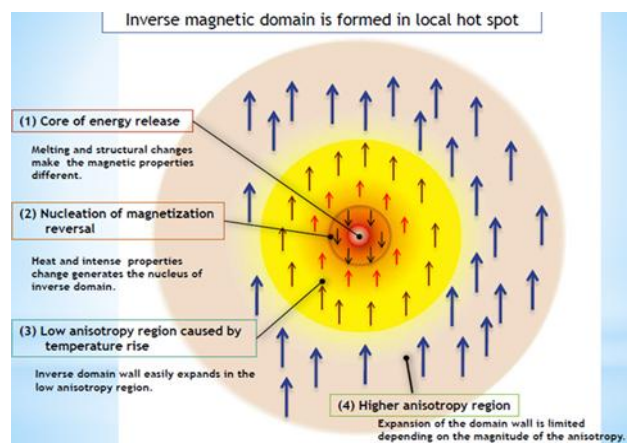 Inverse magnetic domain is formed in local hot spot
(1) Core of energy release
Melting and structural changes
make the magnetic properties
different.
(2) Nucleation of magnetization
reversal
Heat and intense properties
change generates the nucleus of
inverse domain.
(3) Low anisotropy region caused by
temperature rise
Inverse domain wall easily expands in the
low anisotropy region.
(4) Higher anisotropy region
Expansion of the domain wall is limited
depending on the magnitude of the anisotropy.